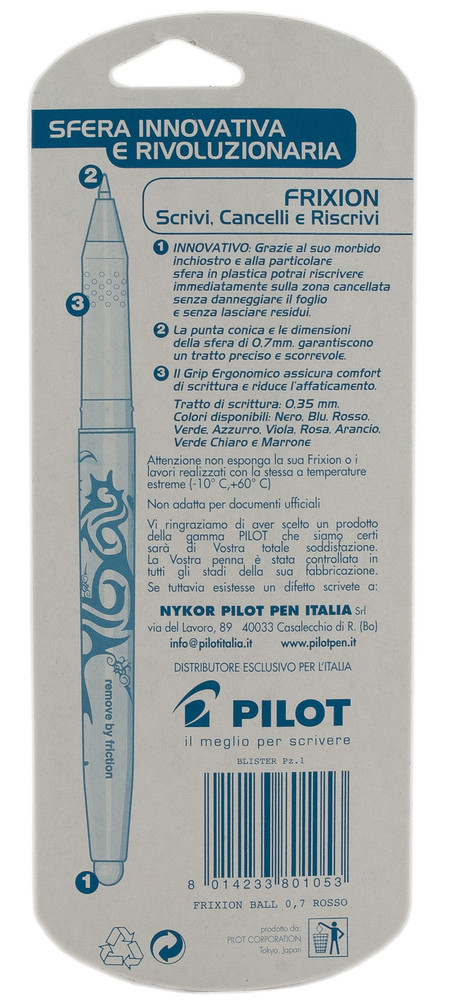 SFERA INNOVATIVA
E RIVOLUZIONARIA
2
FRIXION
Scrivi, Cancelli e Riscrivi
1 INNOVATIVO: Grazie al suo morbido
inchiostro e alla particolare
sfera in plastica potrai riscrivere
immediatamente sulla zona cancellata
senza danneggiare il foglio
e senza lasciare residui.
3
2 La punta conica e le dimensioni
della sfera di 0,7mm. garantiscono
un tratto preciso e scorrevole.
3 Il Grip Ergonomico assicura comfort
di scrittura e riduce l'affaticamento.
Tratto di scrittura: 0,35 mm.
Colori disponibili: Nero, Blu, Rosso,
Verde, Azzurro, Viola, Rosa, Arancio,
Verde Chiaro e Marrone
Attenzione non esponga la sua Frixion o i
lavori realizzati con la stessa a temperature
estreme (-10° C,+60° C)
Non adatta per documenti ufficiali
Vi ringraziamo di aver scelto un prodotto
della gamma PILOT che siamo certi
sarà di Vostra totale soddisfazione.
La Vostra penna è stata controllata in
tutti gli stadi della sua fabbricazione.
Se tuttavia esistesse un difetto scrivete a:
NYKOR PILOT PEN ITALIA Srl
via del Lavoro, 89 40033 Casalecchio di R. (Bo)
info@pilotitalia.it www.pilotpen.it
DISTRIBUTORE ESCLUSIVO PER L'ITALIA
remove by friction
PILOT
il meglio per scrivere
BLISTER Pz.1
8 014233 801053
1
FRIXION BALL 0,7 ROSSO
prodotto da:
PILOT CORPORATION
Tokyo, Japan